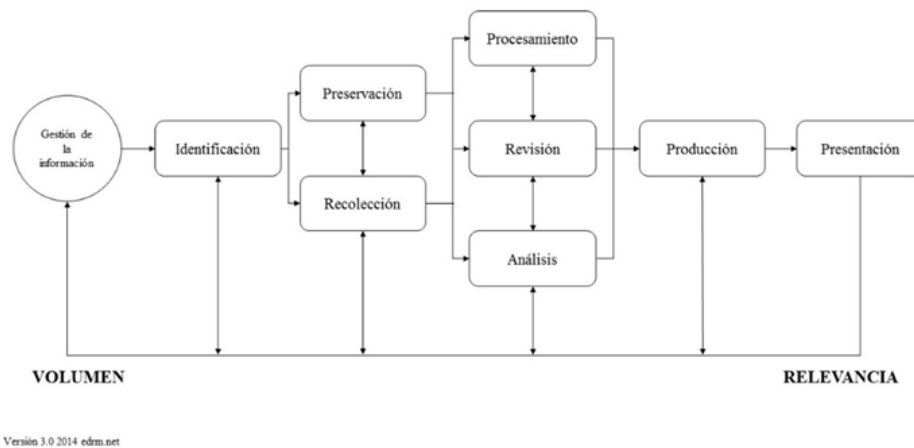 Procesamiento
Preservación
Gestión de
la
información
Identificación
Revisión
Producción
Presentación
Recolección
Análisis
VOLUMEN
RELEVANCIA
Versión 3.0 2014 edrm.net